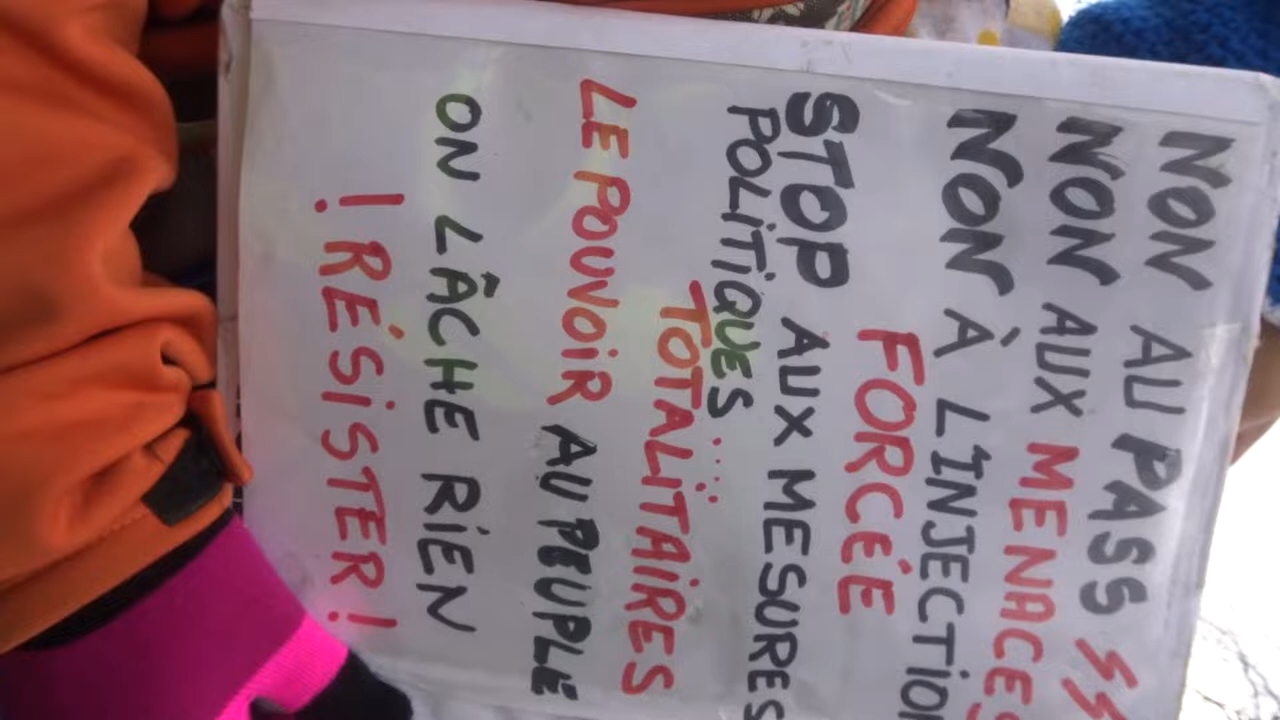 NON AU PASS SS
NON AUX MENACES
NON À L'INJECTION
FORCÉE
STOP AUX MESURES
POLITIQUES
TOTALITAIRES
LE POUVOIR AU PEUPLE
ON LÂCHE RIEN
! RÉSISTER !